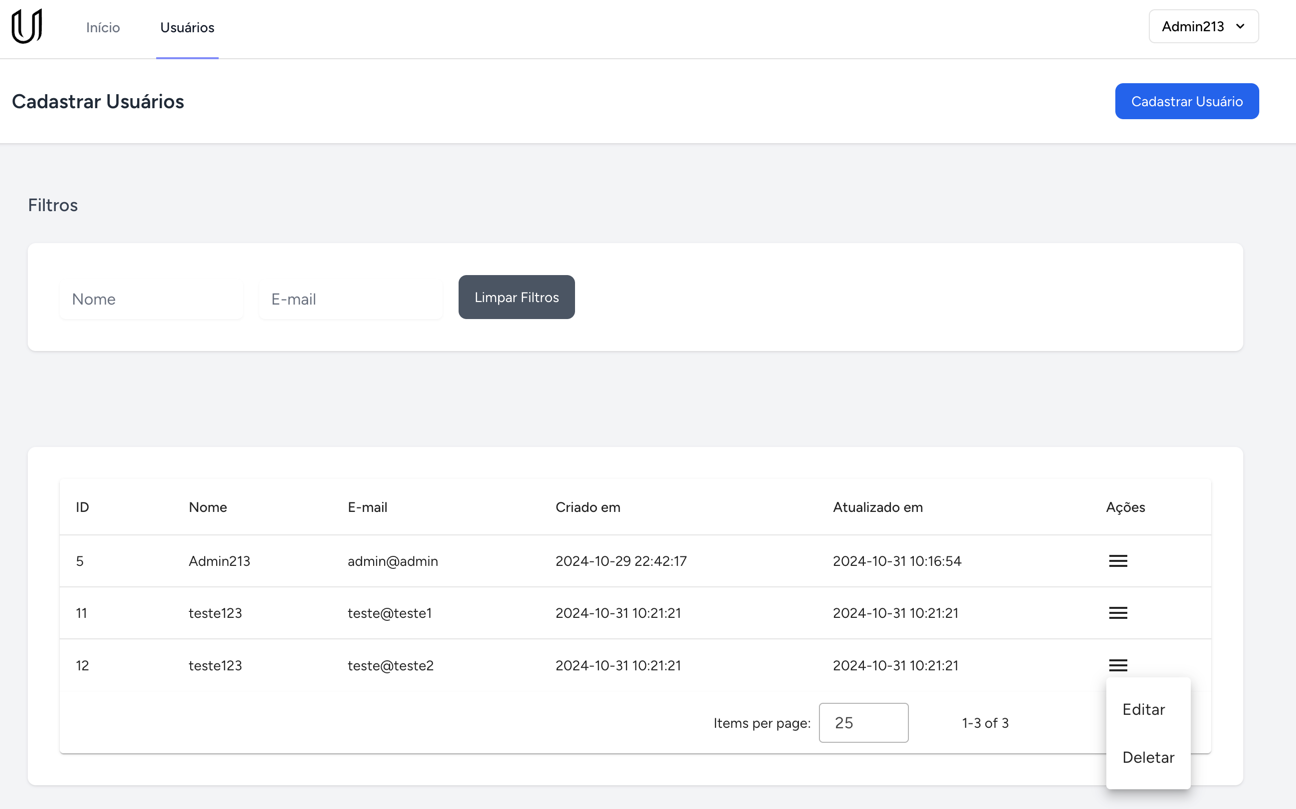 Início Usuários Admin213
Cadastrar Usuários Cadastrar Usuário
Filtros
Nome E-mail Limpar Filtros
ID Nome E-mail Criado em Atualizado em Ações
5 Admin213 admin@admin 2024-10-29 22:42:17 2024-10-31 10:16:54
11 teste123 teste@teste1 2024-10-31 10:21:21 2024-10-31 10:21:21
12 teste123 teste@teste2 2024-10-31 10:21:21 2024-10-31 10:21:21
Editar
Items per page: 25 1-3 of 3
Deletar